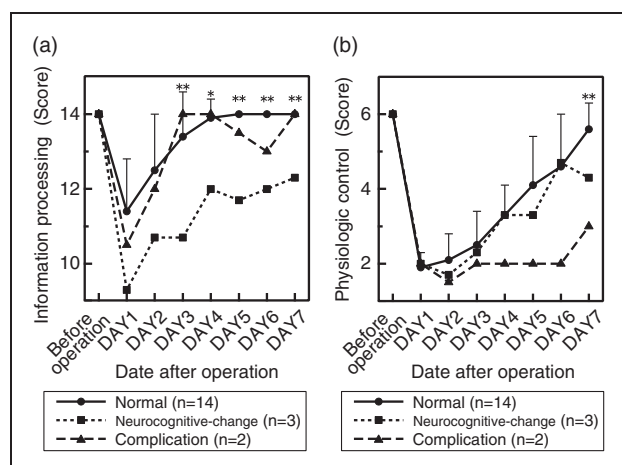 (a)
Information processing (Score)
14
12
10
** * ** ** **
Before operation
DAY1
DAY2
DAY3
DAY4
DAY5
DAY6
DAY7
Date after operation
Normal (n=14)
Neurocognitive-change (n=3)
Complication (n=2)
(b)
Physiologic control (Score)
6
4
2
**
Before operation
DAY1
DAY2
DAY3
DAY4
DAY5
DAY6
DAY7
Date after operation
Normal (n=14)
Neurocognitive-change (n=3)
Complication (n=2)